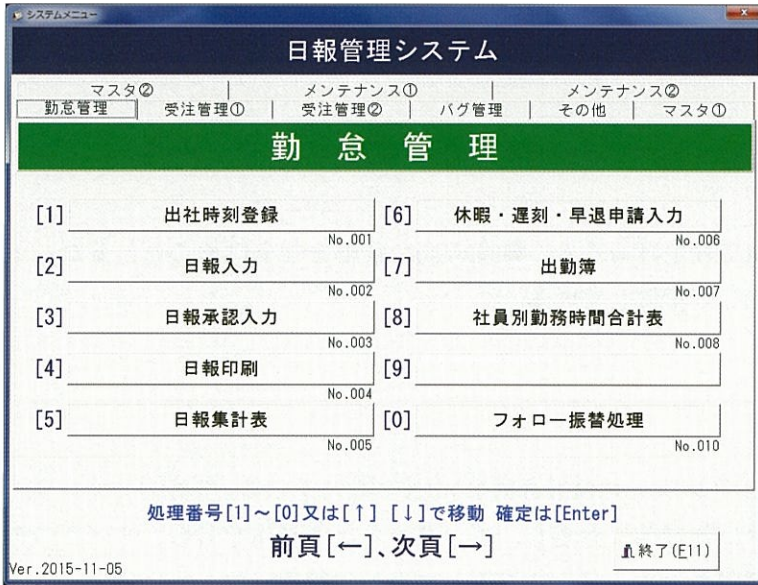 システムメニュー
日報管理システム
マスタ② メンテナンス① メンテナンス②
勤怠管理 受注管理① 受注管理② バグ管理 その他 マスタ①
勤怠管理
[1] 出社時刻登録 [6] 休暇・遅刻・早退申請入力
No.001 No.006
[2] 日報入力 [7] 出勤簿
No.002 No.007
[3] 日報承認入力 [8] 社員別勤務時間合計表
No.003 No.008
[4] 日報印刷 [9]
No.004
[5] 日報集計表 [0] フォロー振替処理
No.005 No.010
処理番号[1]～[0]又は[↑] [↓]で移動 確定は[Enter]
前頁[←]、次頁[→]
終了(E11)
Ver.2015-11-05